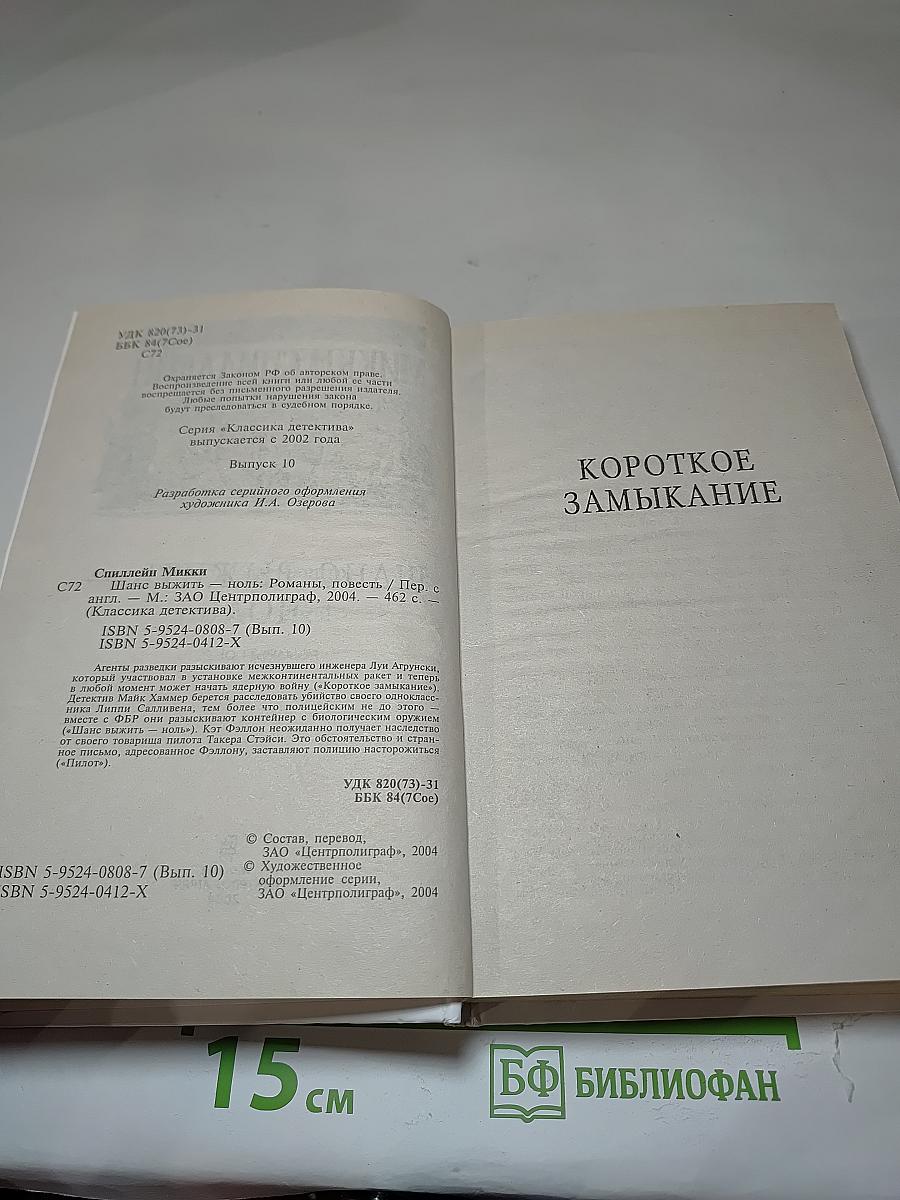 УДК 820(73)-31
ББК 84(7Сое)
С72
Охраняется Законом РФ об авторском праве.
Воспроизведение всей книги или любой ее части
воспрещается без письменного разрешения издателя.
Любые попытки нарушения закона
будут преследоваться в судебном порядке.
Серия «Классика детектива»
выпускается с 2002 года
Выпуск 10
Разработка серийного оформления
художника И.А. Озерова
Спиллейн Микки
С72 Шанс выжить — ноль: Романы, повесть / Пер. с
англ. — М.: ЗАО Центрполиграф, 2004. — 462 с. —
(Классика детектива).
ISBN 5-9524-0808-7 (Вып. 10)
ISBN 5-9524-0412-X
Агенты разведки разыскивают исчезнувшего инженера Луи Агрунски,
который участвовал в установке межконтинентальных ракет и теперь
в любой момент может начать ядерную войну («Короткое замыкание»).
Детектив Майк Хаммер берется расследовать убийство своего одноклас-
сника Липпи Салливена, тем более что полицейским не до этого —
вместе с ФБР они разыскивают контейнер с биологическим оружием
(«Шанс выжить — ноль»). Кэт Фэллон неожиданно получает наследство
от своего товарища пилота Такера Стэйси. Это обстоятельство и стран-
ное письмо, адресованное Фэллону, заставляют полицию насторожиться
(«Пилот»).
УДК 820(73)-31
ББК 84(7Сое)
© Состав, перевод,
ЗАО «Центрполиграф», 2004
© Художественное
оформление серии,
ЗАО «Центрполиграф», 2004
ISBN 5-9524-0808-7 (Вып. 10)
ISBN 5-9524-0412-X
КОРОТКОЕ
ЗАМЫКАНИЕ
15 см
БФ БИБЛИОФАН